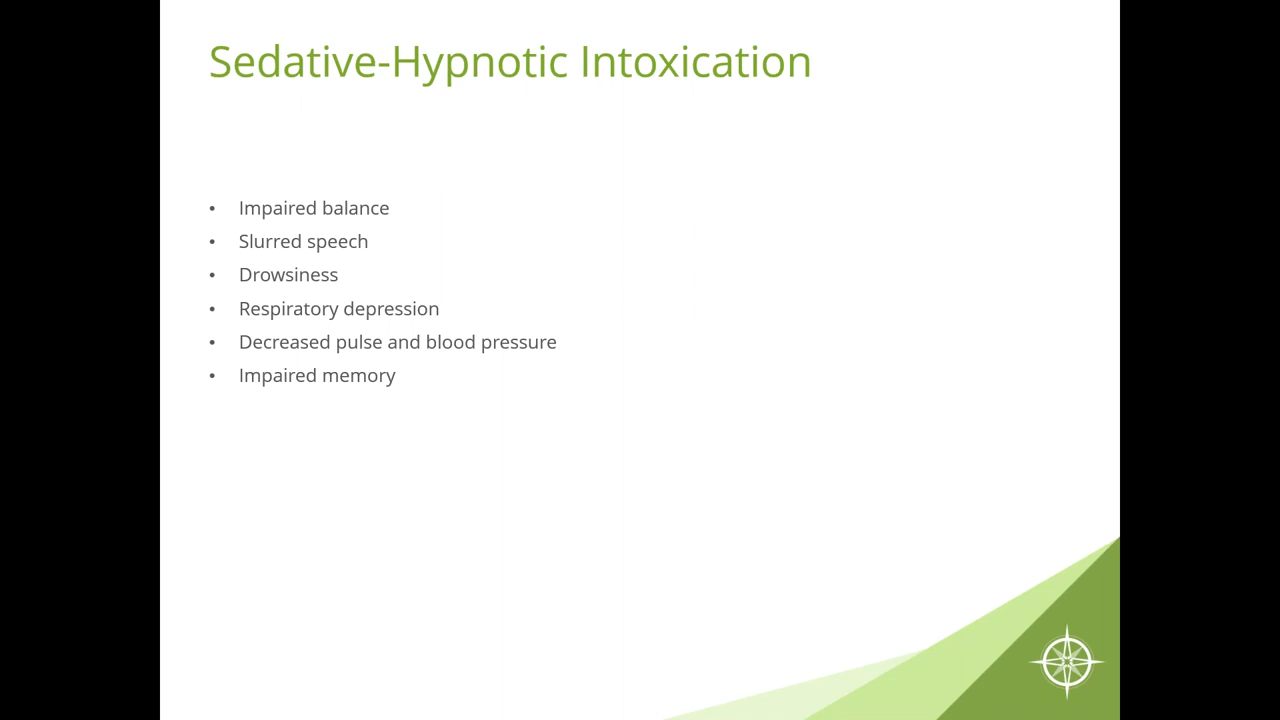 Sedative-Hypnotic Intoxication
• Impaired balance
• Slurred speech
• Drowsiness
• Respiratory depression
• Decreased pulse and blood pressure
• Impaired memory